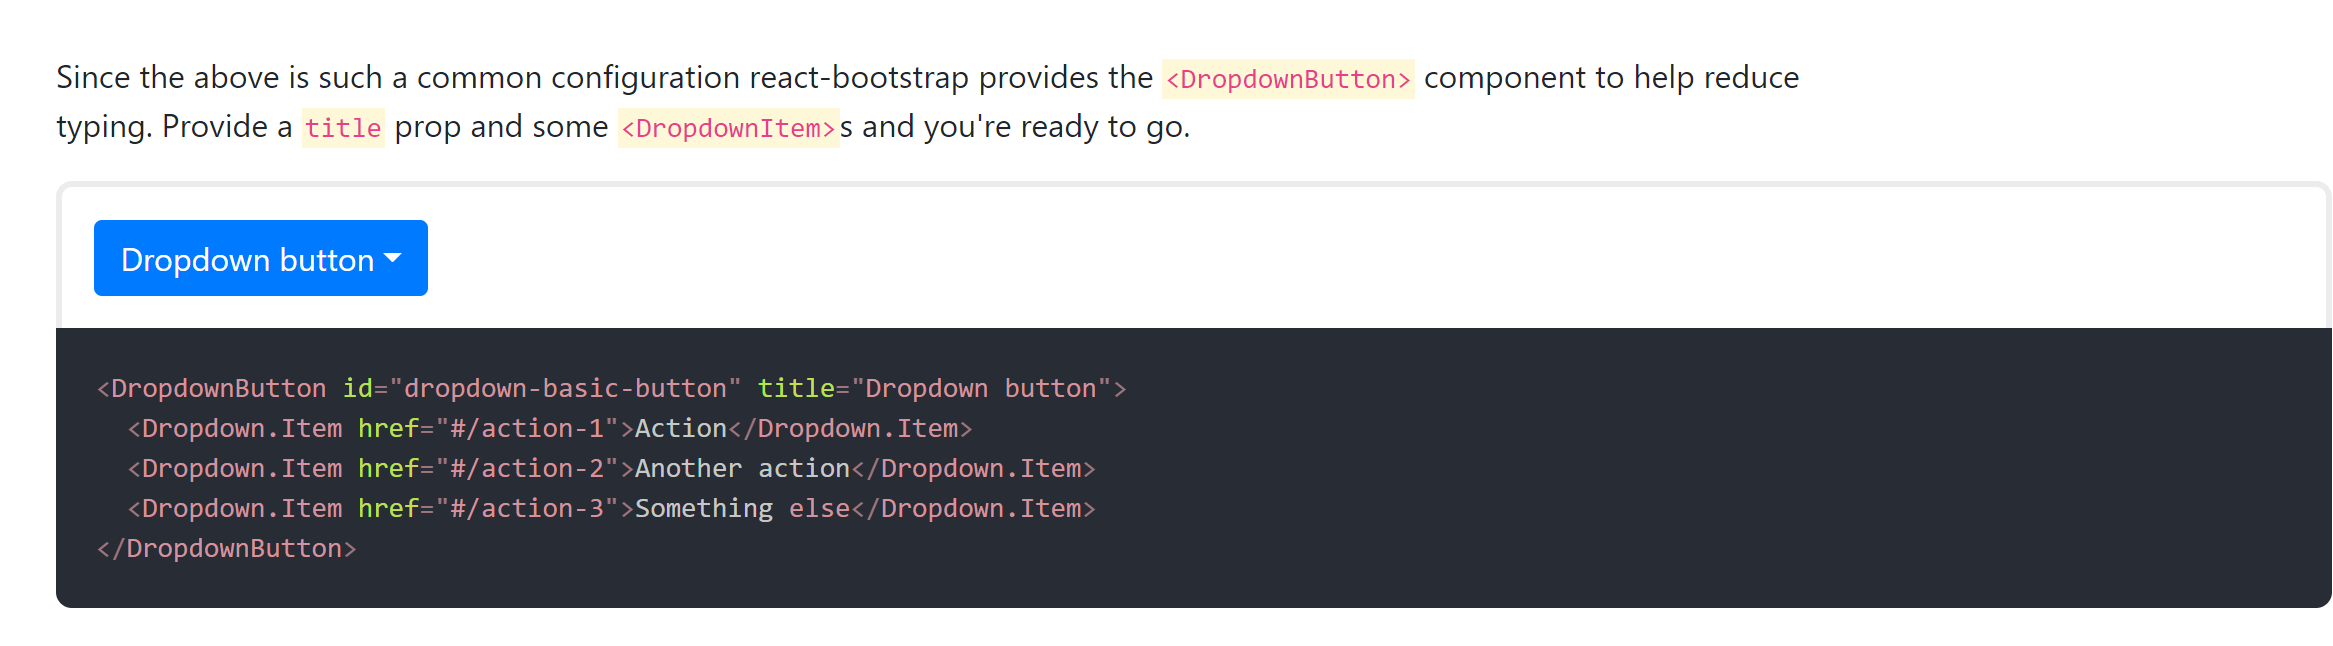 Since the above is such a common configuration react-bootstrap provides the <DropdownButton> component to help reduce
typing. Provide a title prop and some <DropdownItem>s and you're ready to go.
Dropdown button
<DropdownButton id="dropdown-basic-button" title="Dropdown button">
  <Dropdown.Item href="#/action-1">Action</Dropdown.Item>
  <Dropdown.Item href="#/action-2">Another action</Dropdown.Item>
  <Dropdown.Item href="#/action-3">Something else</Dropdown.Item>
</DropdownButton>